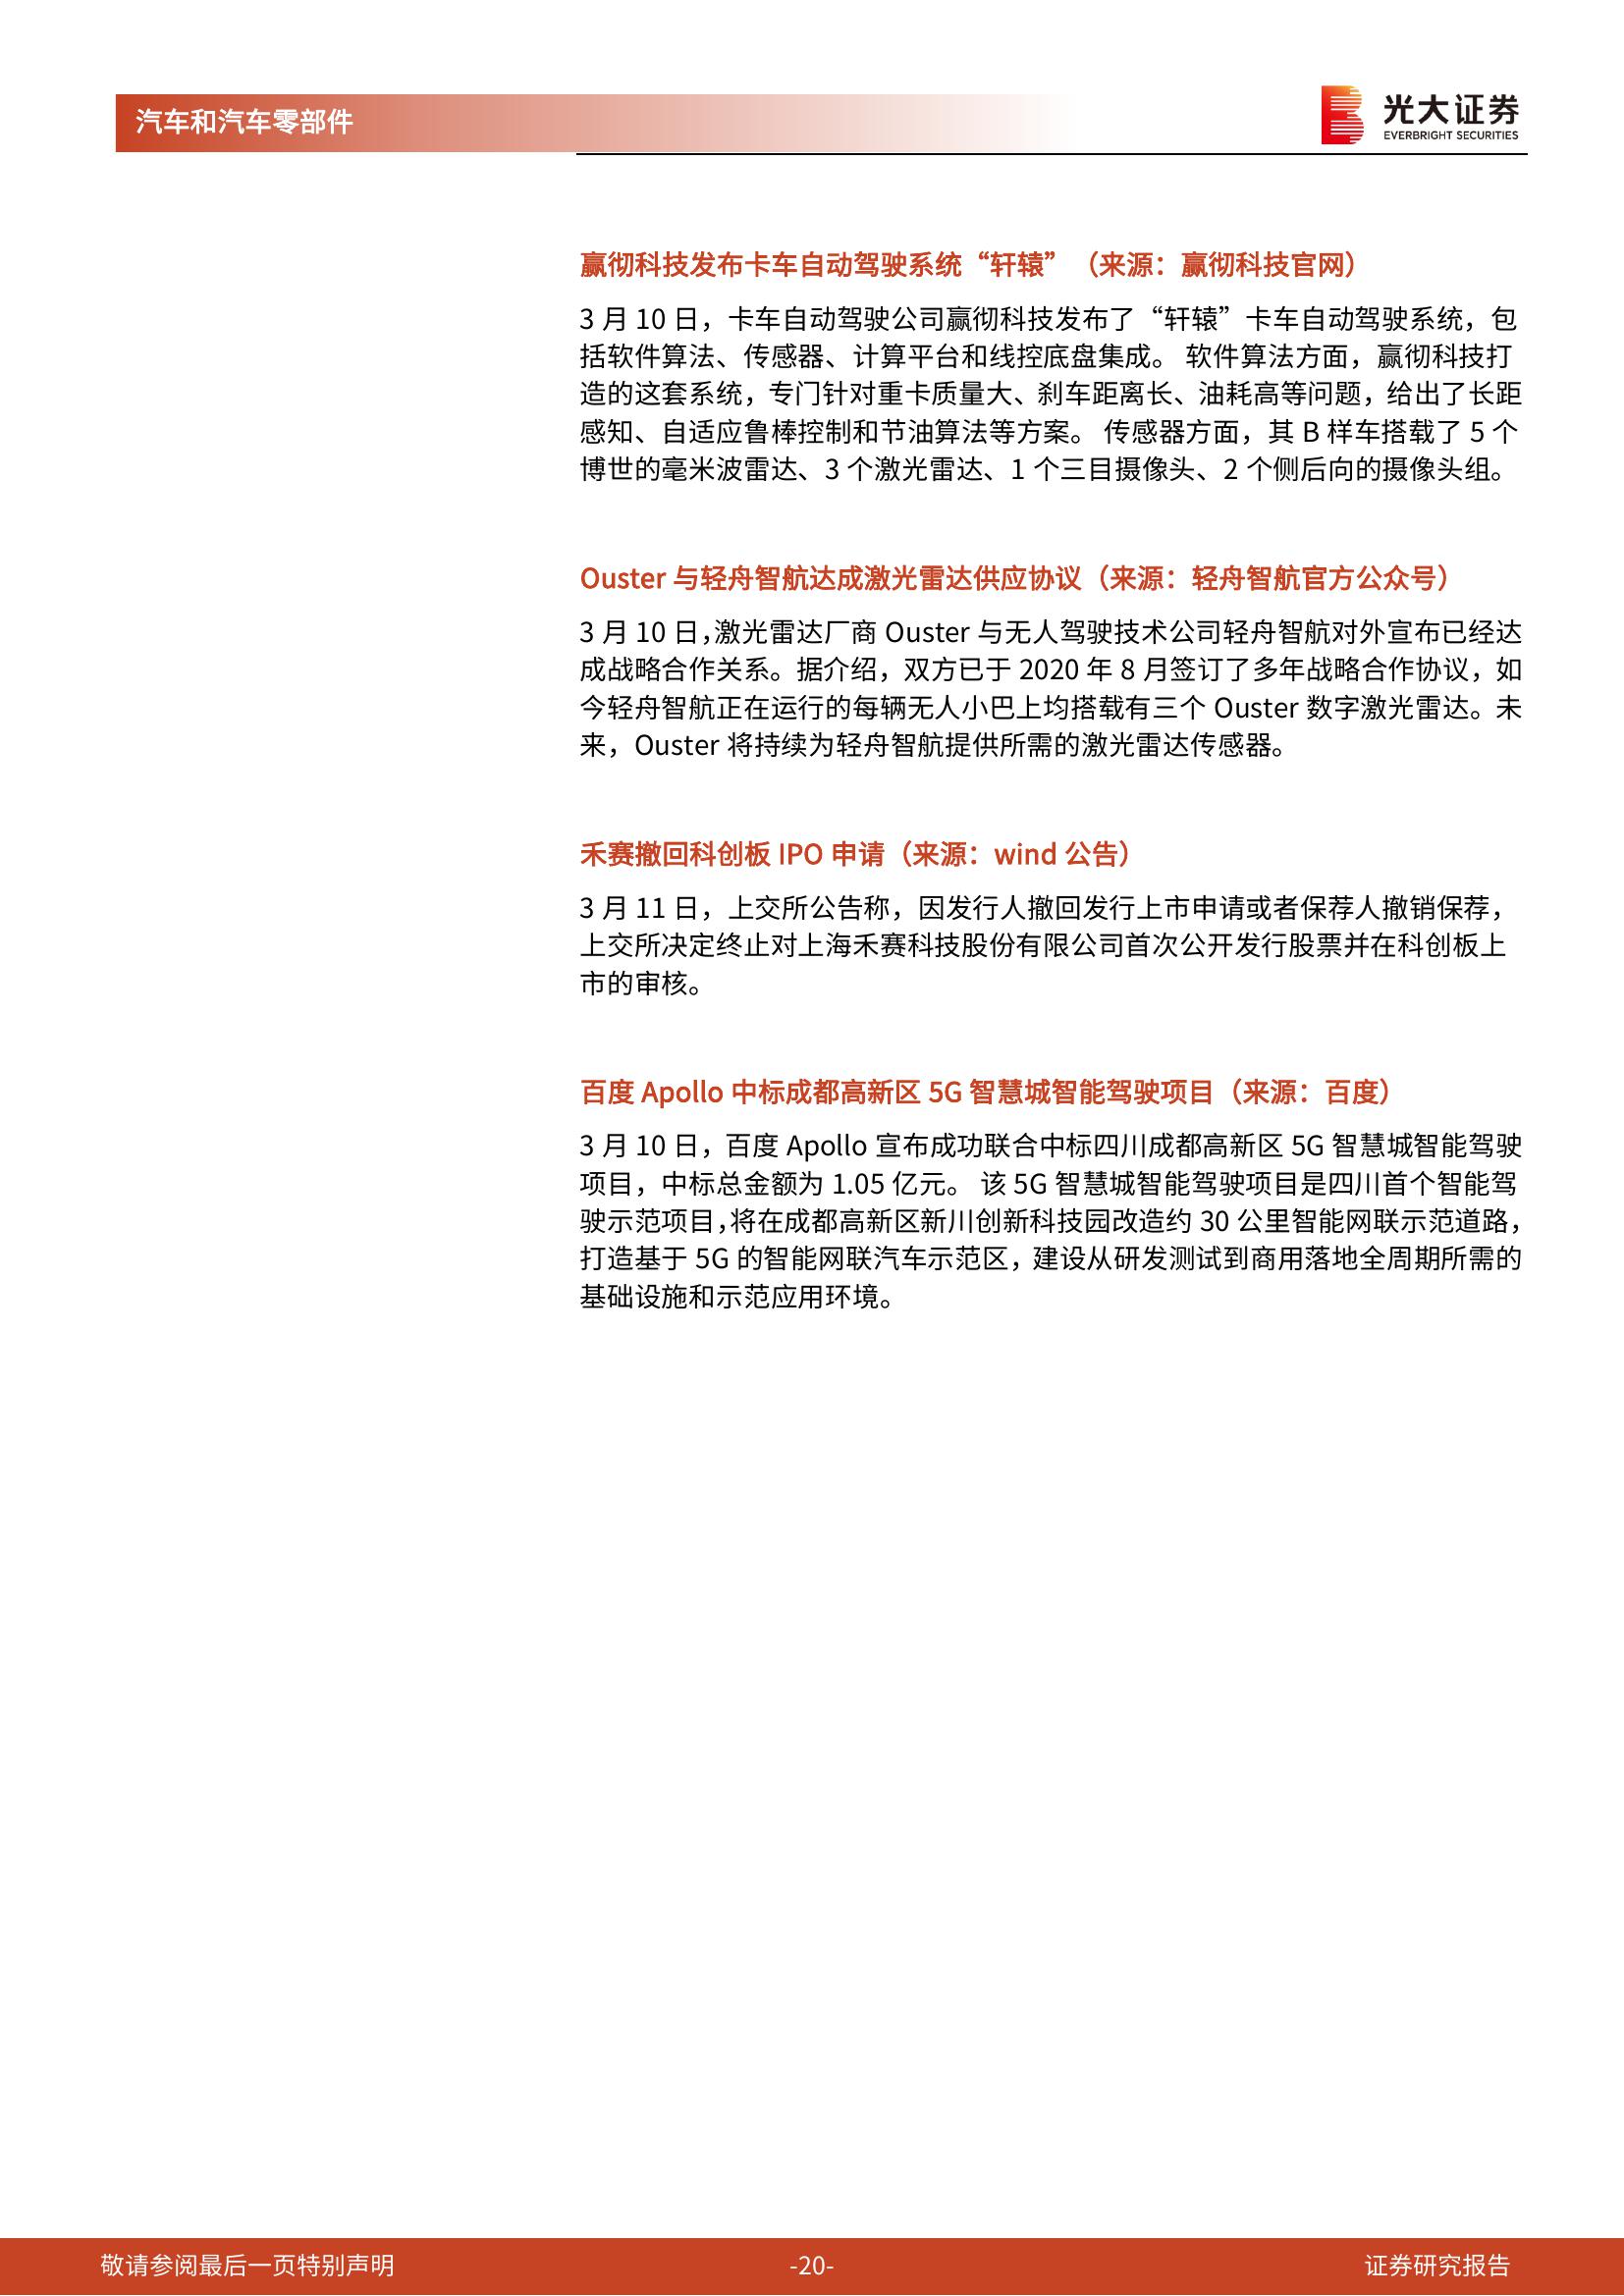 汽车和汽车零部件
光大证券
EVERBRIGHT SECURITIES
赢彻科技发布卡车自动驾驶系统“轩辕”（来源：赢彻科技官网）
3 月 10 日，卡车自动驾驶公司赢彻科技发布了“轩辕”卡车自动驾驶系统，包
括软件算法、传感器、计算平台和线控底盘集成。 软件算法方面，赢彻科技打
造的这套系统，专门针对重卡质量大、刹车距离长、油耗高等问题，给出了长距
感知、自适应鲁棒控制和节油算法等方案。 传感器方面，其 B 样车搭载了 5 个
博世的毫米波雷达、3 个激光雷达、1 个三目摄像头、2 个侧后向的摄像头组。
Ouster 与轻舟智航达成激光雷达供应协议（来源：轻舟智航官方公众号）
3 月 10 日，激光雷达厂商 Ouster 与无人驾驶技术公司轻舟智航对外宣布已经达
成战略合作关系。据介绍，双方已于 2020 年 8 月签订了多年战略合作协议，如
今轻舟智航正在运行的每辆无人小巴上均搭载有三个 Ouster 数字激光雷达。未
来，Ouster 将持续为轻舟智航提供所需的激光雷达传感器。
禾赛撤回科创板 IPO 申请（来源：wind 公告）
3 月 11 日，上交所公告称，因发行人撤回发行上市申请或者保荐人撤销保荐，
上交所决定终止对上海禾赛科技股份有限公司首次公开发行股票并在科创板上
市的审核。
百度 Apollo 中标成都高新区 5G 智慧城智能驾驶项目（来源：百度）
3 月 10 日，百度 Apollo 宣布成功联合中标四川成都高新区 5G 智慧城智能驾驶
项目，中标总金额为 1.05 亿元。 该 5G 智慧城智能驾驶项目是四川首个智能驾
驶示范项目，将在成都高新区新川创新科技园改造约 30 公里智能网联示范道路，
打造基于 5G 的智能网联汽车示范区，建设从研发测试到商用落地全周期所需的
基础设施和示范应用环境。
敬请参阅最后一页特别声明
-20-
证券研究报告